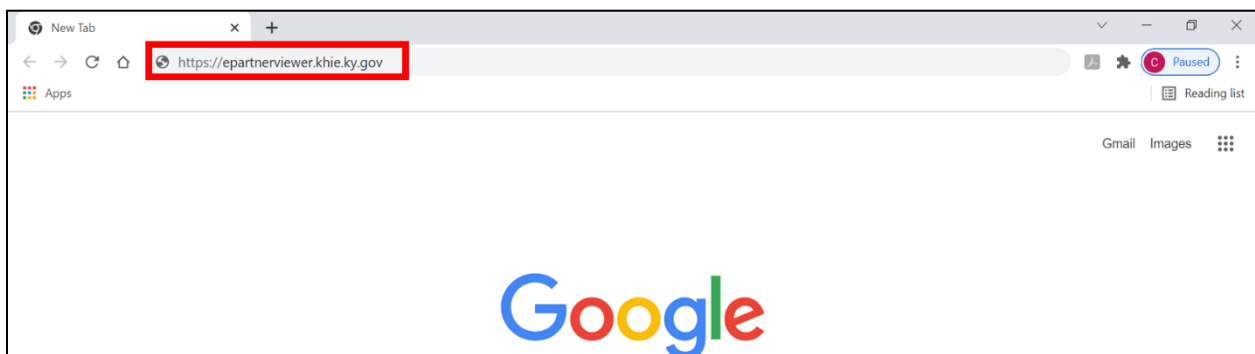 New Tab
https://epartnerviewer.khie.ky.gov
C Paused
Apps
Reading list
Gmail Images
Google